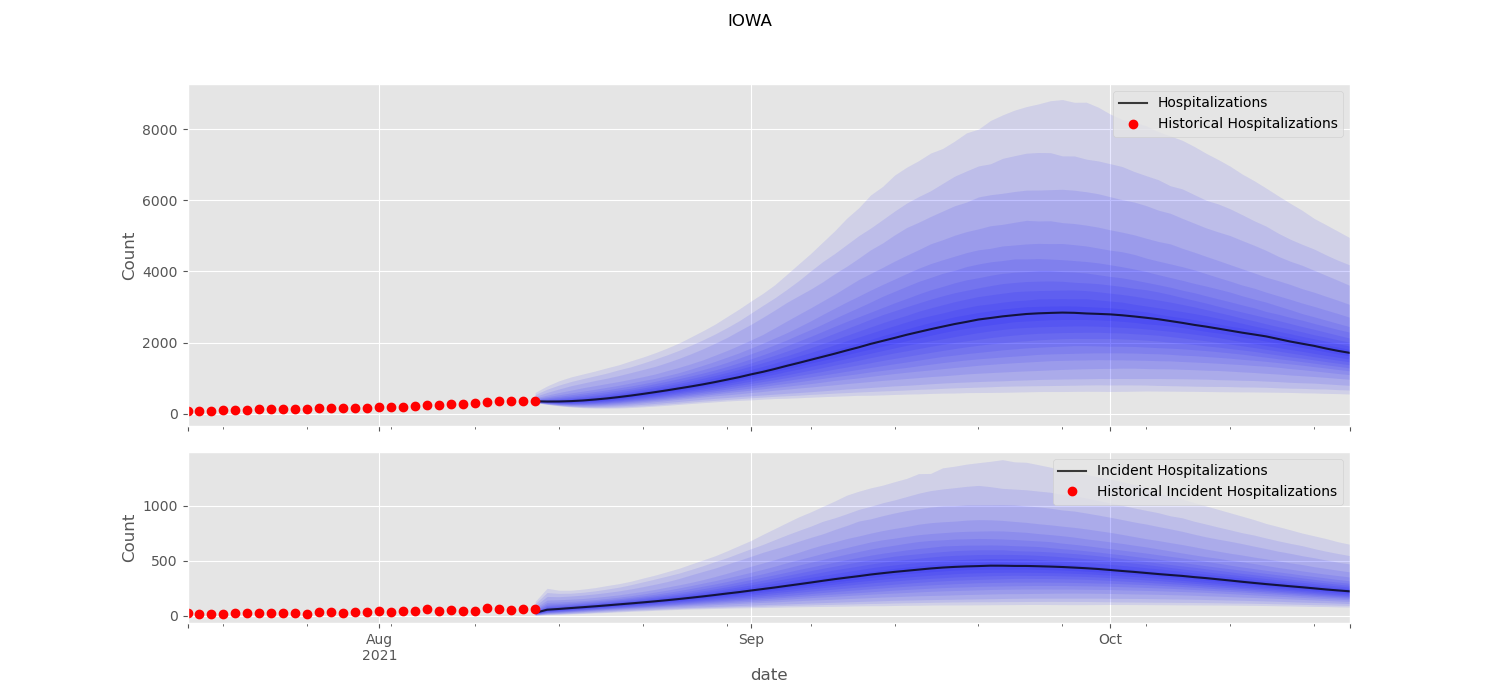 IOWA
Hospitalizations
Historical Hospitalizations
8000
6000
4000
2000
0
Count
Incident Hospitalizations
Historical Incident Hospitalizations
1000
500
0
Count
Aug
2021
Sep
Oct
date